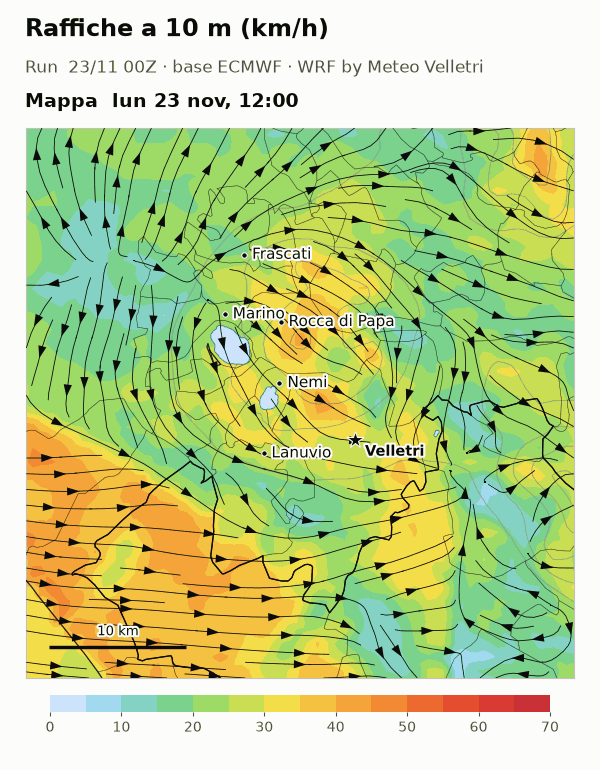 Raffiche a 10 m (km/h)
Run  23/11 00Z · base ECMWF · WRF by Meteo Velletri
Mappa  lun 23 nov, 12:00
Frascati
Marino
Rocca di Papa
Nemi
Velletri
Lanuvio
10 km
0 10 20 30 40 50 60 70